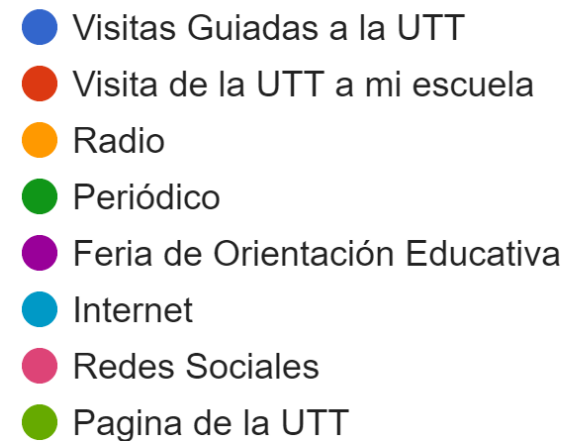 Visitas Guiadas a la UTT
Visita de la UTT a mi escuela
Radio
Periódico
Feria de Orientación Educativa
Internet
Redes Sociales
Pagina de la UTT